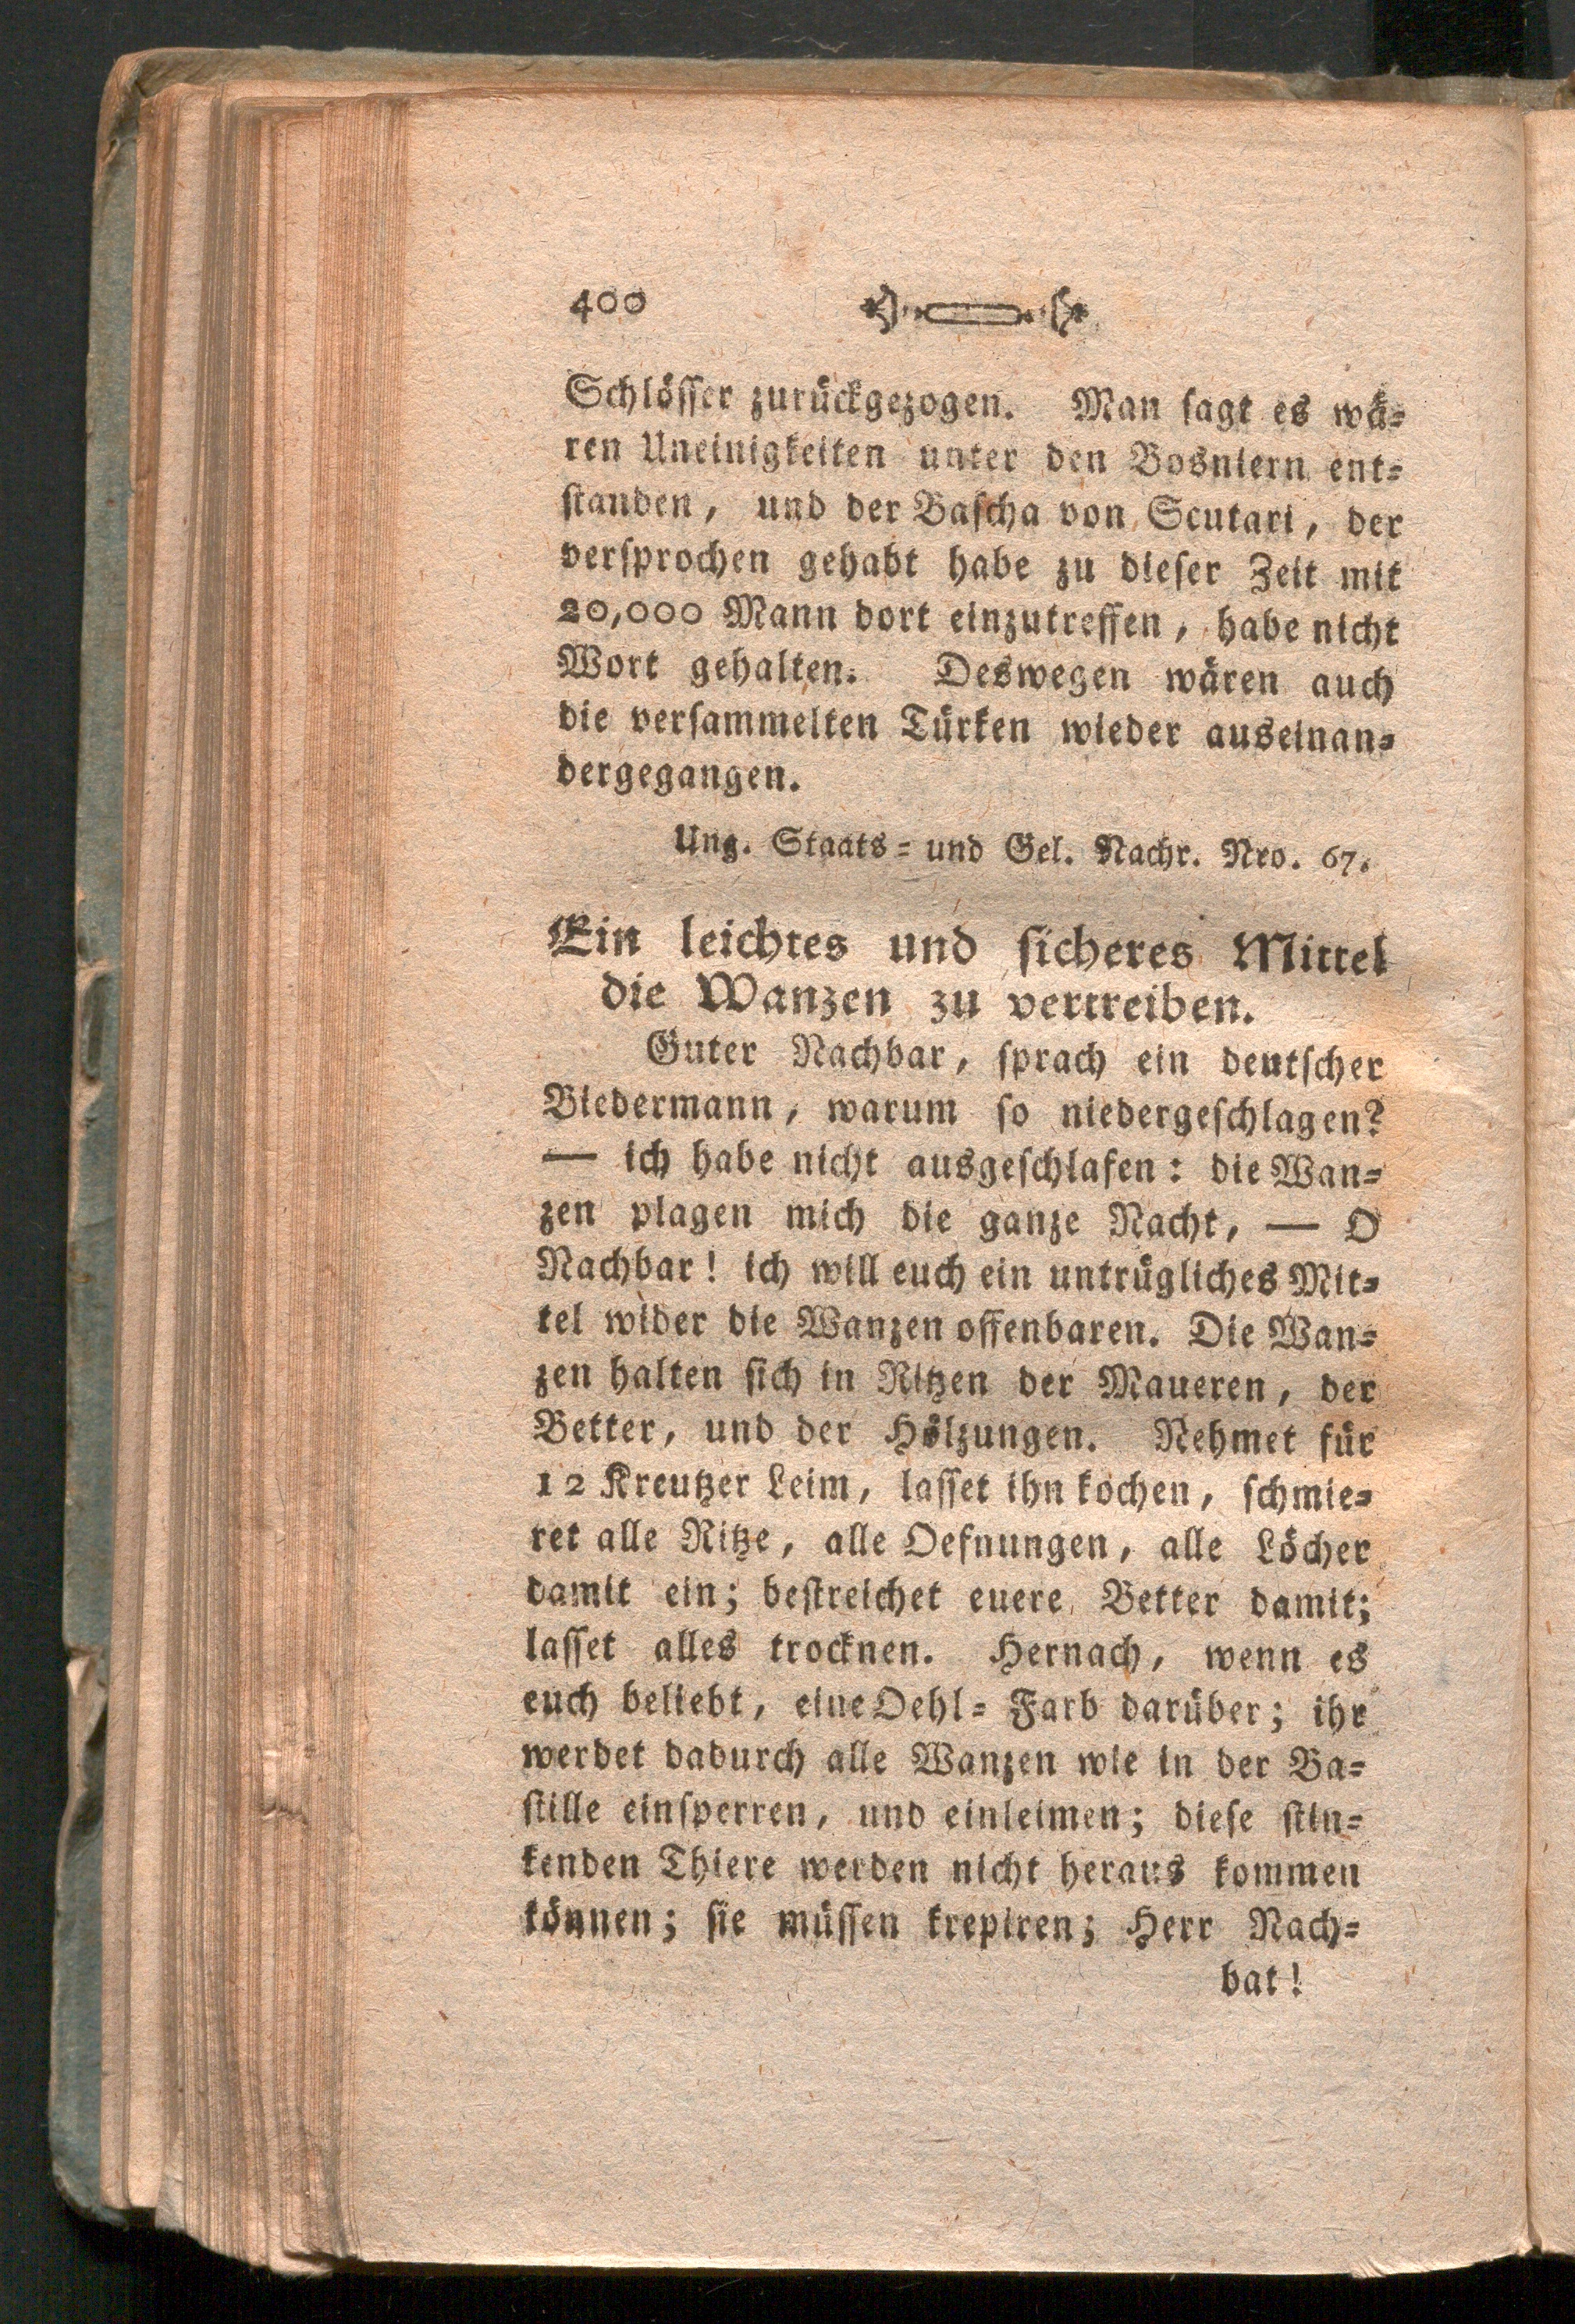 400
Schlösser zurückgezogen. Man sagt es wä-
ren Uneinigkeiten unter den Bosniern ent-
standen, und der Bascha von Scutari, der
versprochen gehabt habe zu dieser Zeit mit
20,000 Mann dort einzutreffen, habe nicht
Wort gehalten. Deswegen wären auch
die versammelten Türken wieder auseinan-
dergegangen.
Ung. Staats- und Gel. Nachr. Nro. 67.
Ein leichtes und sicheres Mittel
die Wanzen zu vertreiben.
Guter Nachbar, sprach ein deutscher
Biedermann, warum so niedergeschlagen?
— ich habe nicht ausgeschlafen: die Wan-
zen plagen mich die ganze Nacht, — O
Nachbar! ich will euch ein untrügliches Mit-
tel wider die Wanzen offenbaren. Die Wan-
zen halten sich in Ritzen der Maueren, der
Better, und der Hölzungen. Nehmet für
12 Kreutzer Leim, lasset ihn kochen, schmie-
ret alle Ritze, alle Oefnungen, alle Löcher
damit ein; bestreichet euere Better damit;
lasset alles trocknen. Hernach, wenn es
euch beliebt, eine Oehl- Farb darüber; ihr
werdet dadurch alle Wanzen wie in der Ba-
stille einsperren, und einleimen; diese stin-
kenden Thiere werden nicht heraus kommen
können; sie müssen krepiren; Herr Nach-
bat!